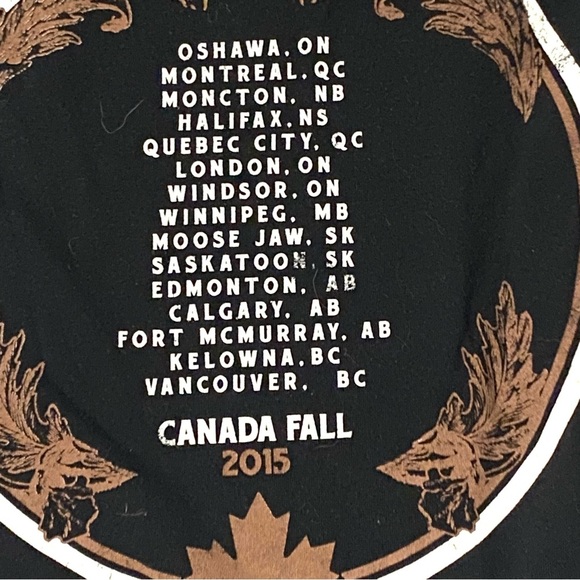 OSHAWA, ON
MONTREAL, QC
MONCTON, NB
HALIFAX, NS
QUEBEC CITY, QC
LONDON, ON
WINDSOR, ON
WINNIPEG, MB
MOOSE JAW, SK
SASKATOON, SK
EDMONTON, AB
CALGARY, AB
FORT MCMURRAY, AB
KELOWNA, BC
VANCOUVER, BC
CANADA FALL
2015